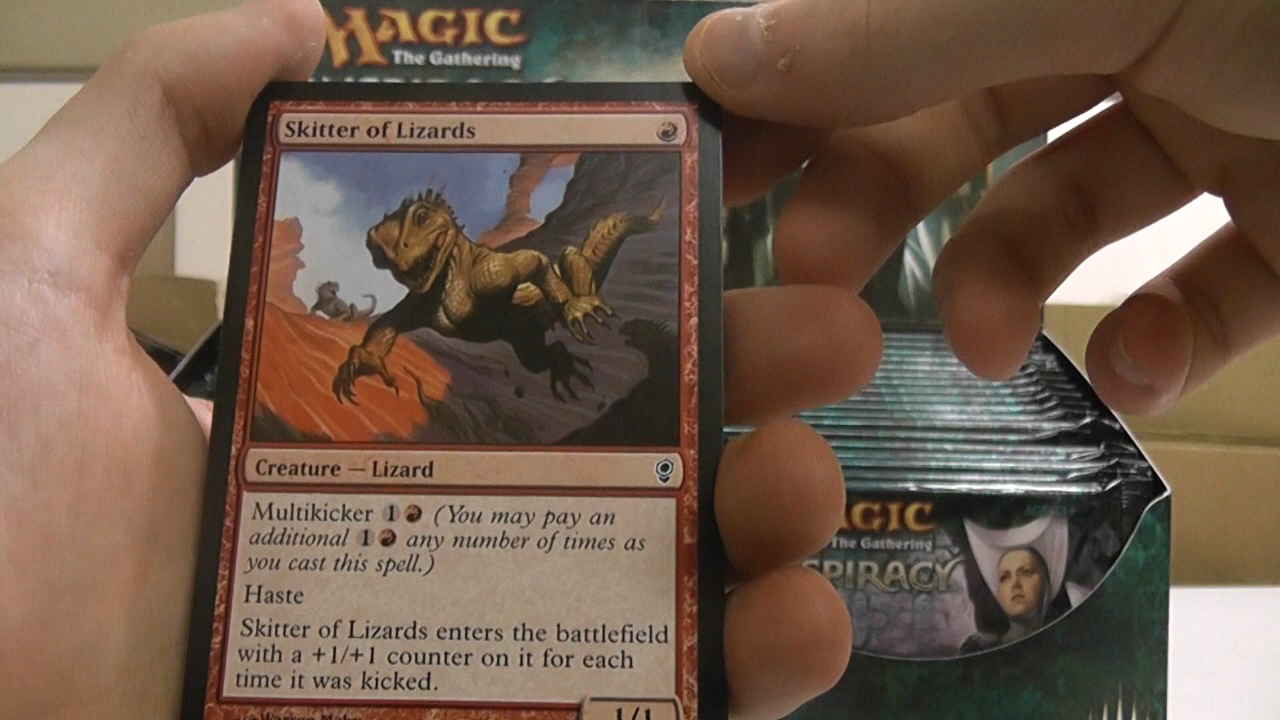 MAGIC
The Gathering
Skitter of Lizards
Creature — Lizard
Multikicker 1 (You may pay an
additional 1 any number of times as
you cast this spell.)
Haste
Skitter of Lizards enters the battlefield
with a +1/+1 counter on it for each
time it was kicked.
1/1
AGIC
The Gathering
SPIRACY